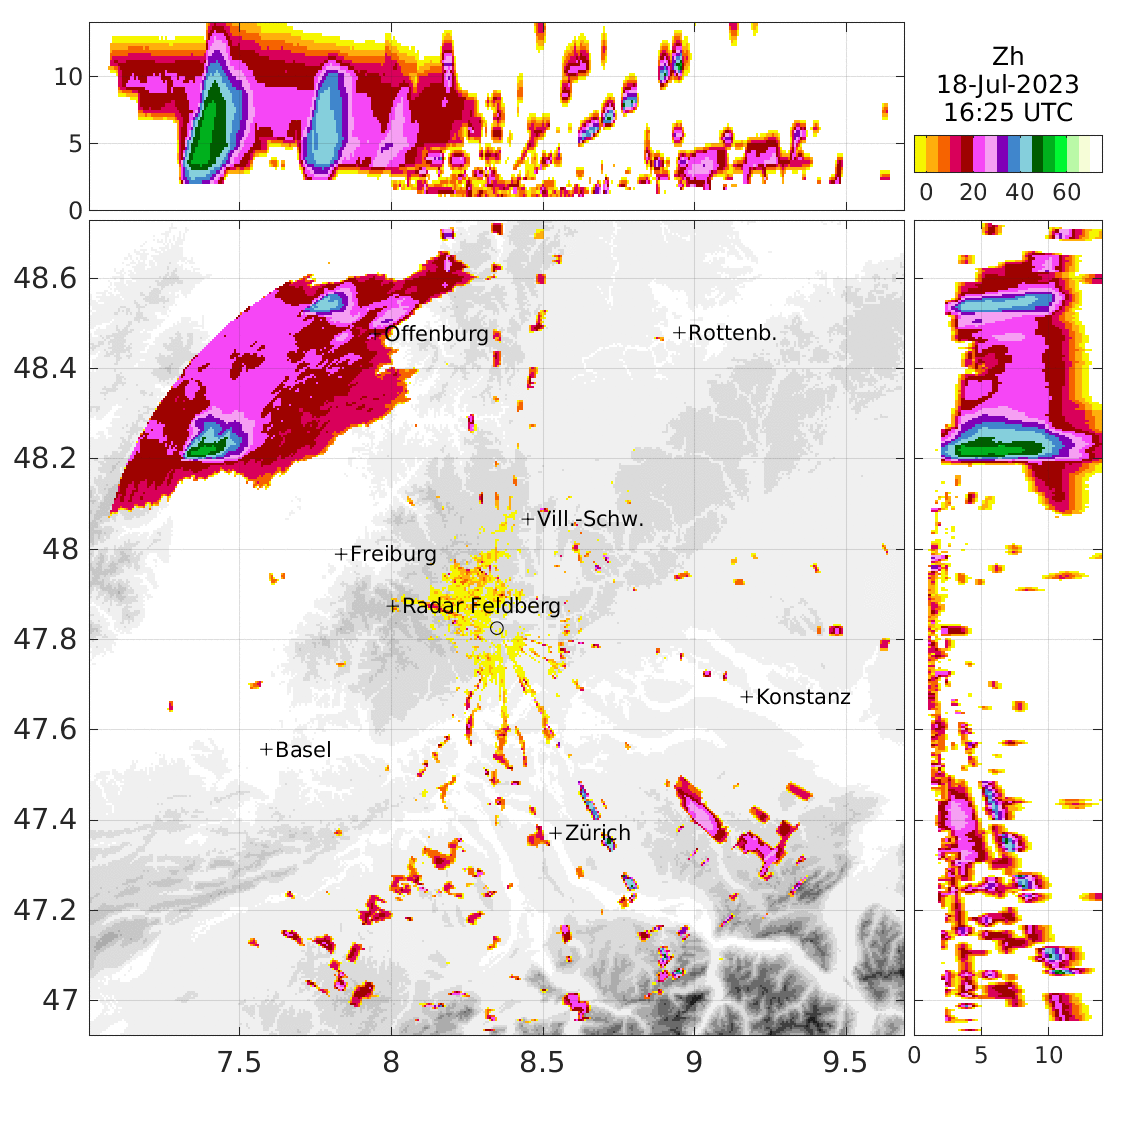 Zh
18-Jul-2023
16:25 UTC
0 20 40 60
10
5
0
48.6
48.4
48.2
48
47.8
47.6
47.4
47.2
47
Offenburg
Rottenb.
Vill.-Schw.
Freiburg
Radar Feldberg
Konstanz
Basel
Zürich
7.5 8 8.5 9 9.5
0 5 10